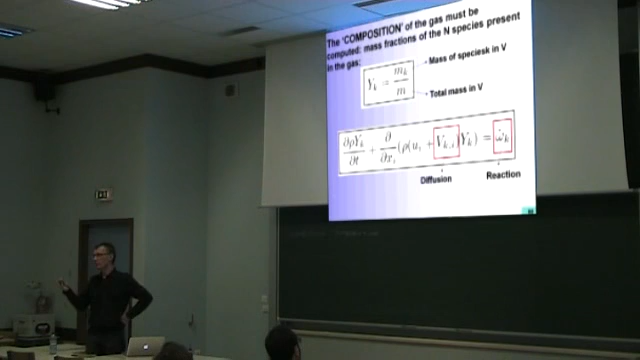 The 'COMPOSITION' of the gas must be
computed: mass fractions of the N species present
in the gas:
Y_k = m_k / m
Mass of speciesk in V
Total mass in V
∂ρY_k/∂t + ∂/∂x_i (ρ(u_i + V_{k,i})Y_k) = ω̇_k
Diffusion
Reaction